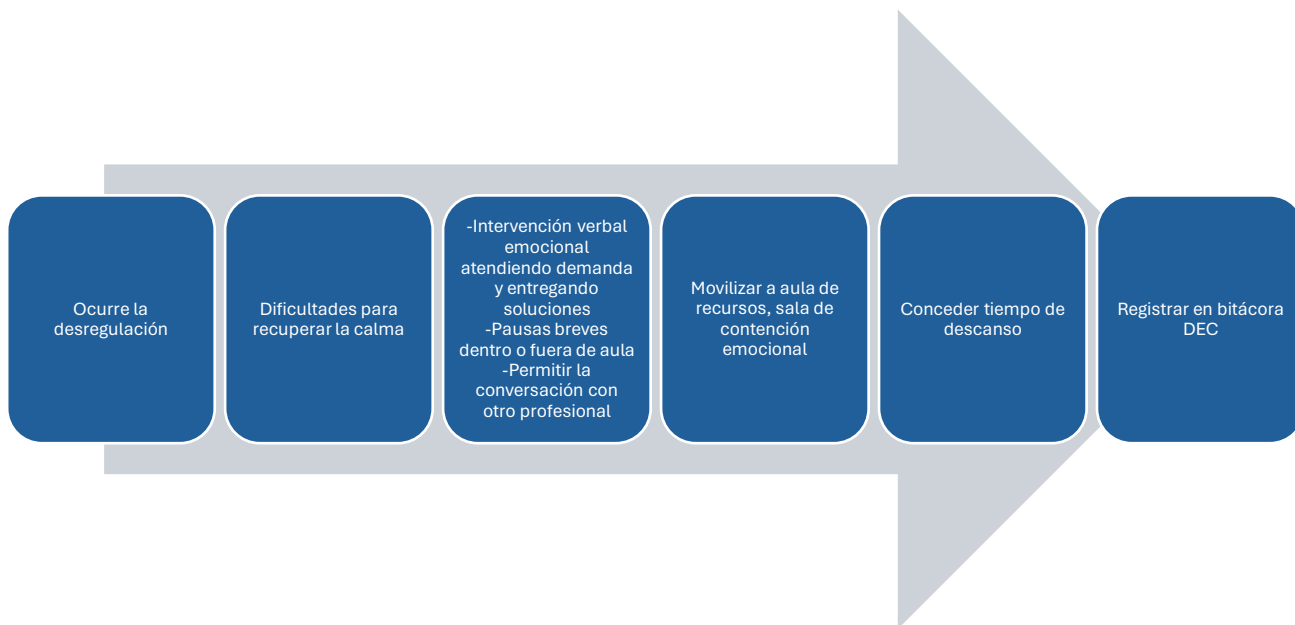 Ocurre la
desregulación
Dificultades para
recuperar la calma
-Intervención verbal
emocional
atendiendo demanda
y entregando
soluciones
-Pausas breves
dentro o fuera de aula
-Permitir la
conversación con
otro profesional
Movilizar a aula de
recursos, sala de
contención
emocional
Conceder tiempo de
descanso
Registrar en bitácora
DEC